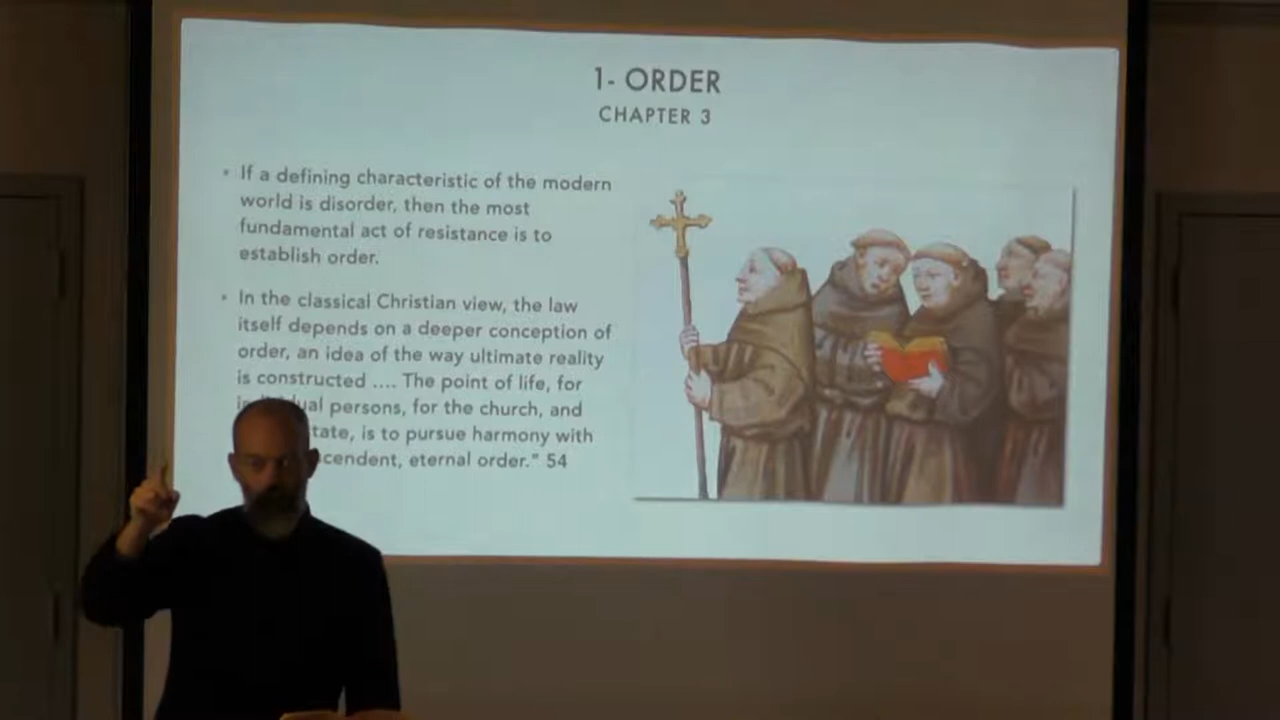 1- ORDER
CHAPTER 3
• If a defining characteristic of the modern
world is disorder, then the most
fundamental act of resistance is to
establish order.
• In the classical Christian view, the law
itself depends on a deeper conception of
order, an idea of the way ultimate reality
is constructed .... The point of life, for
persons, for the church, and
is to pursue harmony with
eternal order." 54